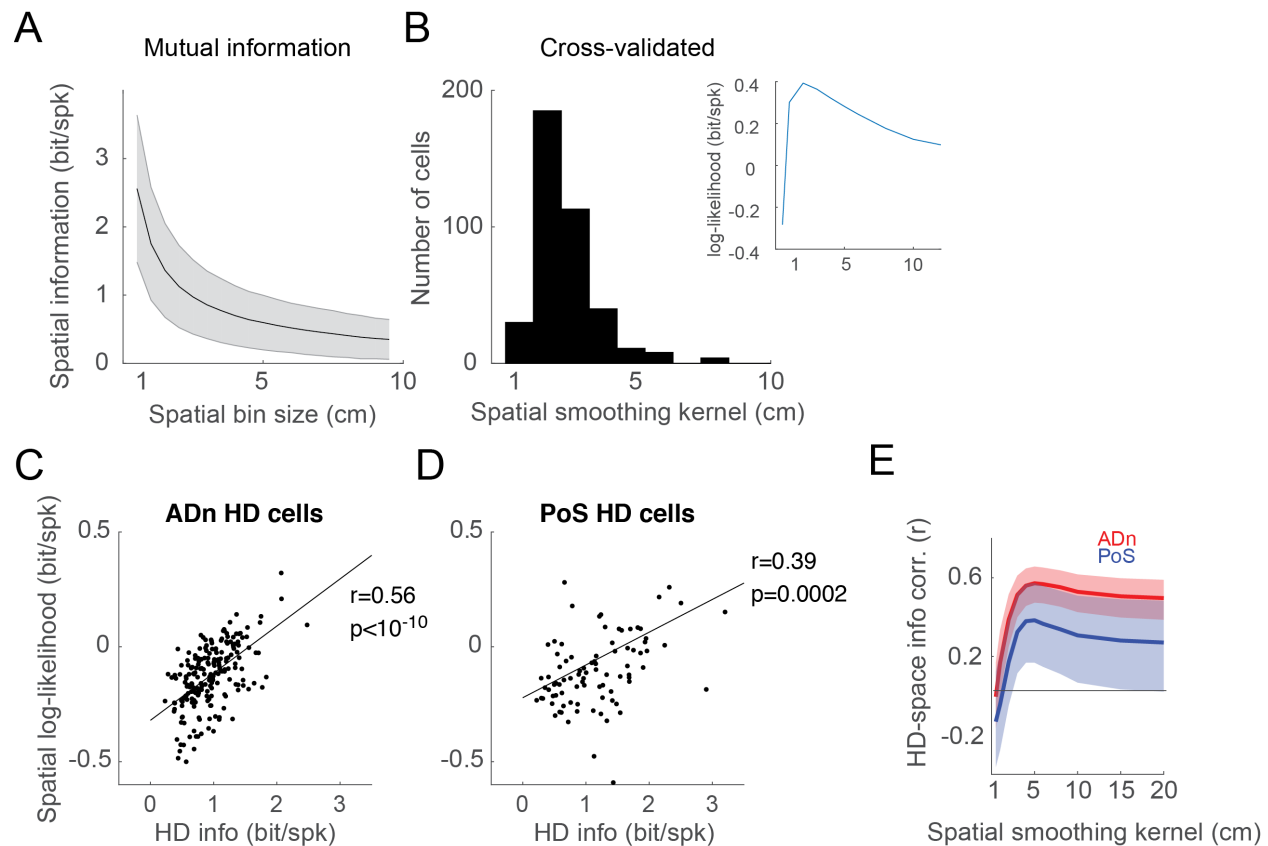 A
Mutual information
Spatial information (bit/spk)
3
2
1
0
1
5
10
Spatial bin size (cm)
B
Cross-validated
Number of cells
200
100
0
1
5
10
Spatial smoothing kernel (cm)
log-likelihood (bit/spk)
0.4
0.2
0
-0.2
-0.4
1
5
10
C
ADn HD cells
Spatial log-likelihood (bit/spk)
0.5
0
-0.5
r=0.56
p<10-10
0
1
2
3
HD info (bit/spk)
D
PoS HD cells
0.5
0
-0.5
r=0.39
p=0.0002
0
1
2
3
HD info (bit/spk)
E
HD-space info corr. (r)
ADn
PoS
0.6
0.2
-0.2
1
5
10
15
20
Spatial smoothing kernel (cm)